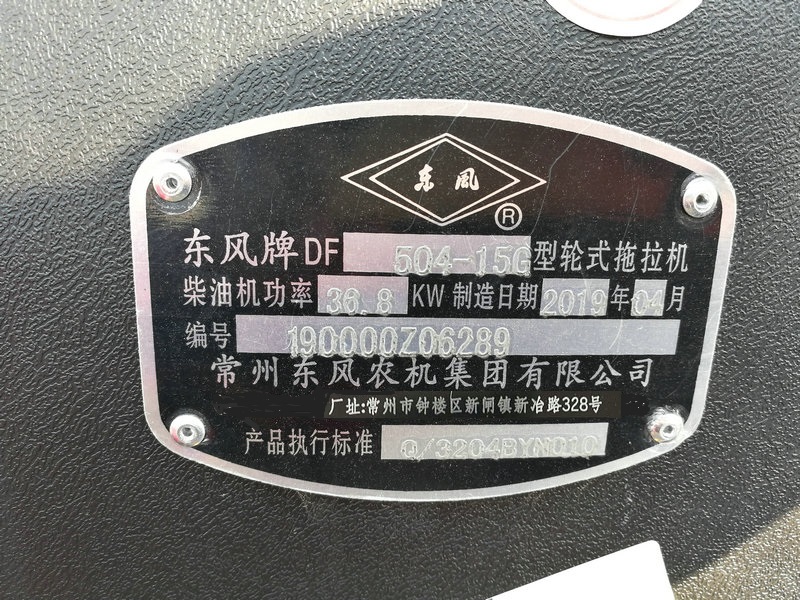 东风
®
东风牌DF 504-15G型轮式拖拉机
柴油机功率 36.8 KW 制造日期2019年04月
编号 190000Z06289
常州东风农机集团有限公司
厂址:常州市钟楼区新闸镇新冶路328号
产品执行标准 Q/3204BYN010